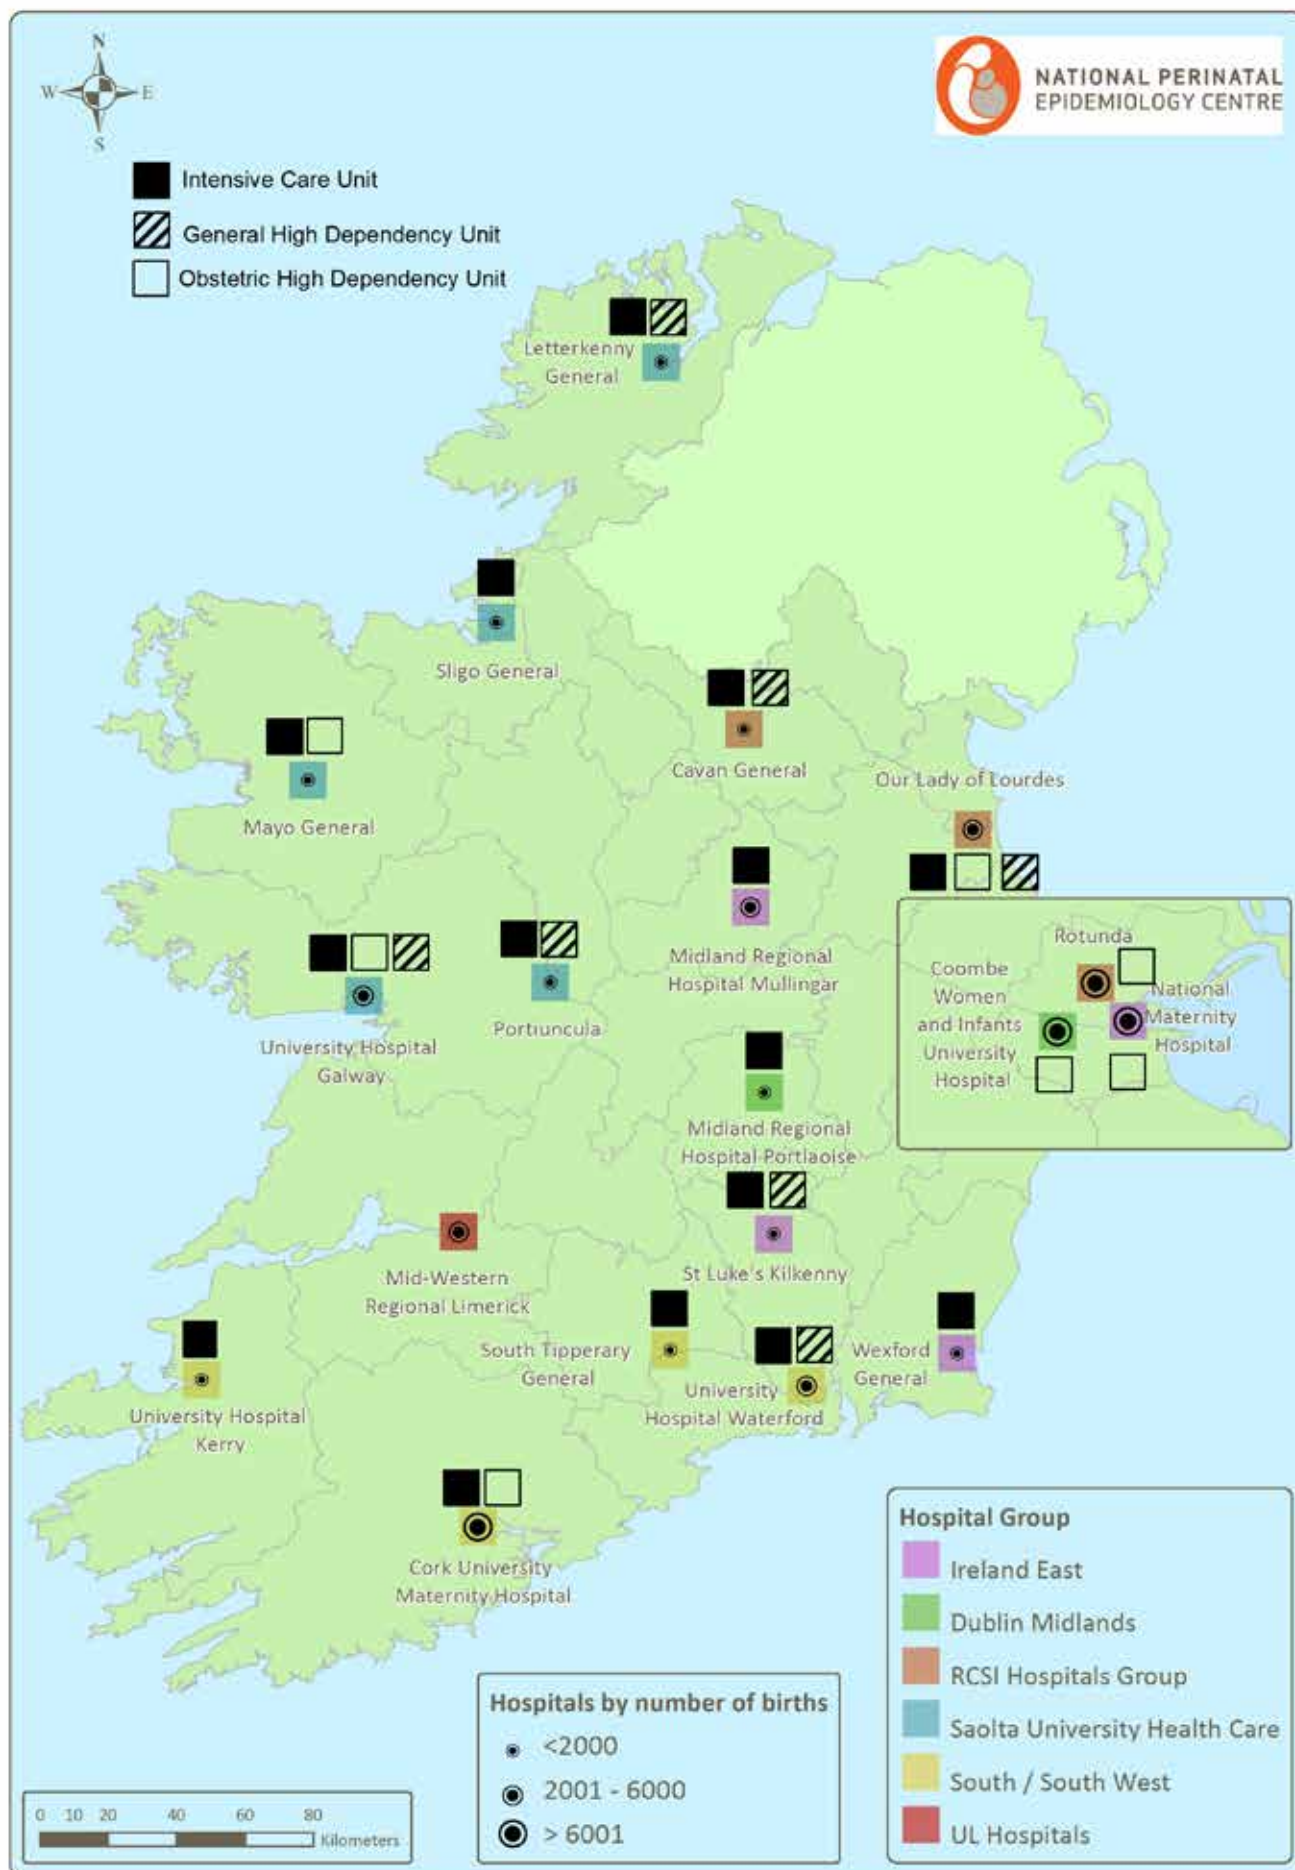 N
W
E
S
NATIONAL PERINATAL
EPIDEMIOLOGY CENTRE
Intensive Care Unit
General High Dependency Unit
Obstetric High Dependency Unit
Letterkenny
General
Sligo General
Cavan General
Our Lady of Lourdes
Mayo General
Midland Regional
Hospital Mullingar
Rotunda
Coombe
Women
and Infants
University
Hospital
National
Maternity
Hospital
Portiuncula
University Hospital
Galway
Midland Regional
Hospital Portlaoise
Mid-Western
Regional Limerick
St Luke's Kilkenny
South Tipperary
General
Wexford
General
University
Hospital Waterford
University Hospital
Kerry
Cork University
Maternity Hospital
Hospital Group
Ireland East
Dublin Midlands
RCSI Hospitals Group
Saolta University Health Care
South / South West
UL Hospitals
Hospitals by number of births
<2000
2001 - 6000
> 6001
0 10 20 40 60 80
Kilometers